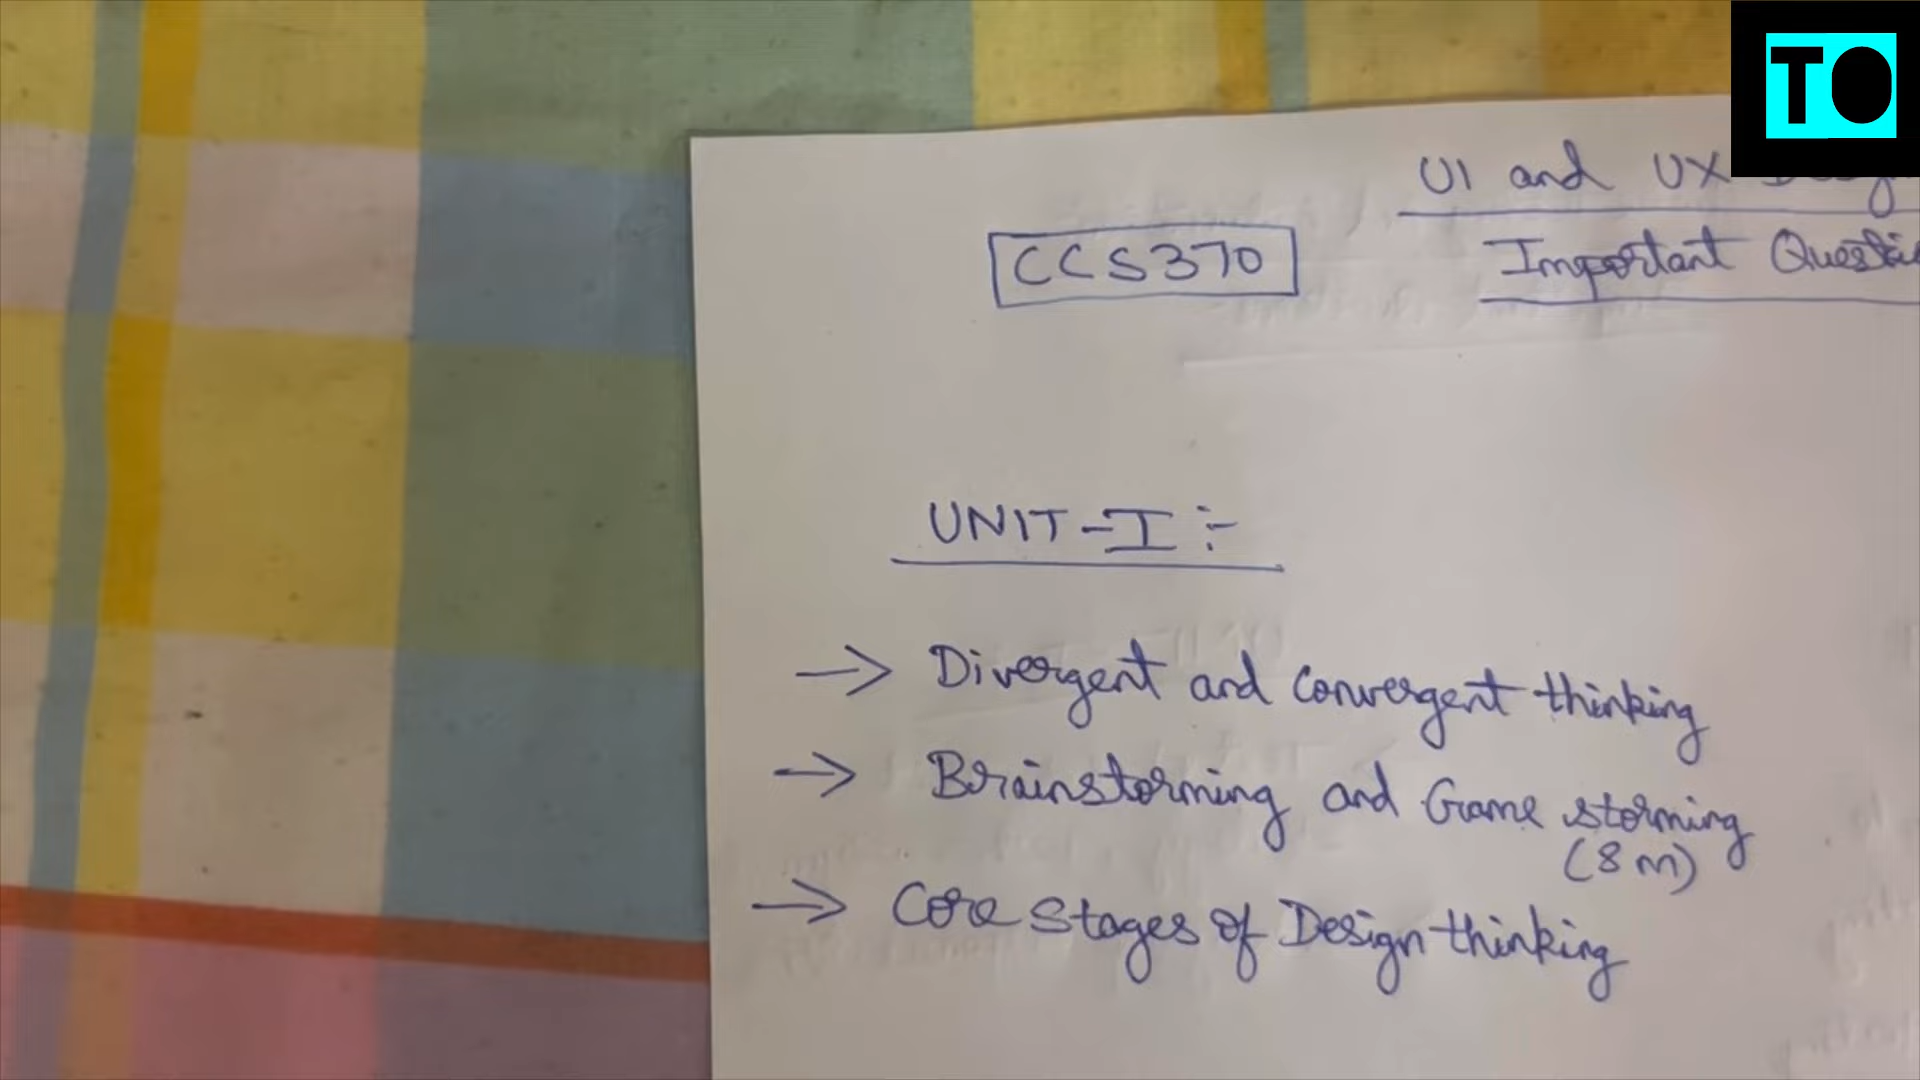 TO
UI and UX
CCS370
Important
UNIT-I :-
→ Divergent and convergent thinking
→ Brainstorming and Game storming
(8 m)
→ Core Stages of Design thinking